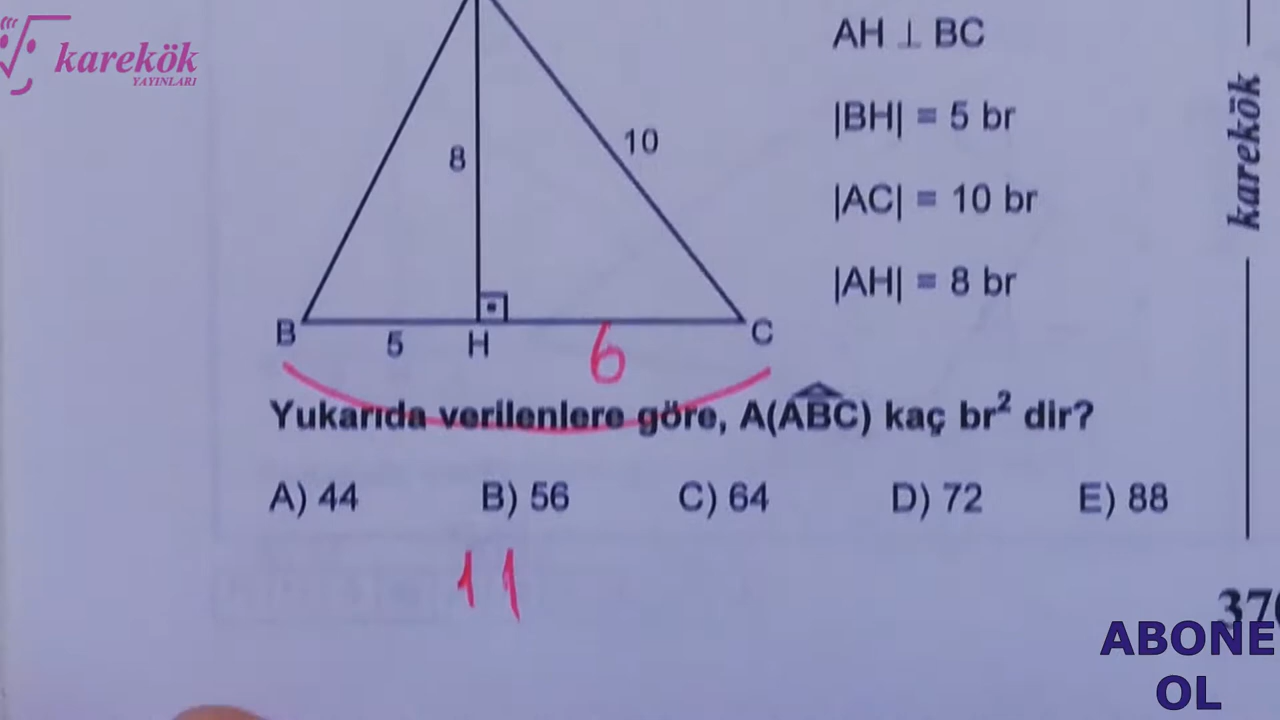 karekök
YAYINLARI
AH ⊥ BC
|BH| = 5 br
|AC| = 10 br
|AH| = 8 br
8
10
B
5
H
6
C
Yukarıda verilenlere göre, A(ABC) kaç br² dir?
A) 44 B) 56 C) 64 D) 72 E) 88
11
karekök
ABONE
OL